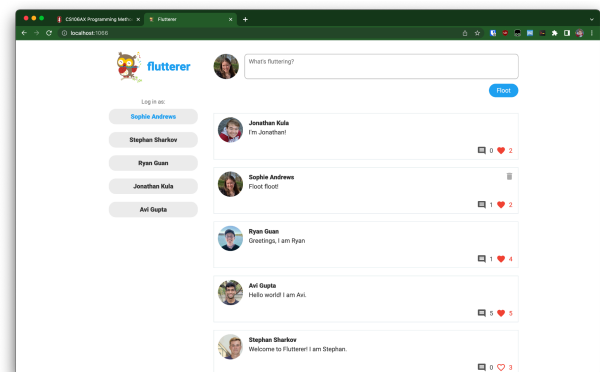 CS106AX Programming Metho
Flutterer
localhost:1066
flutterer
What's fluttering?
Floot
Log in as:
Sophie Andrews
Stephan Sharkov
Ryan Guan
Jonathan Kula
Avi Gupta
Jonathan Kula
I'm Jonathan!
0 2
Sophie Andrews
Floot floot!
1 2
Ryan Guan
Greetings, I am Ryan
1 4
Avi Gupta
Hello world! I am Avi.
5 5
Stephan Sharkov
Welcome to Flutterer! I am Stephan.
0 3